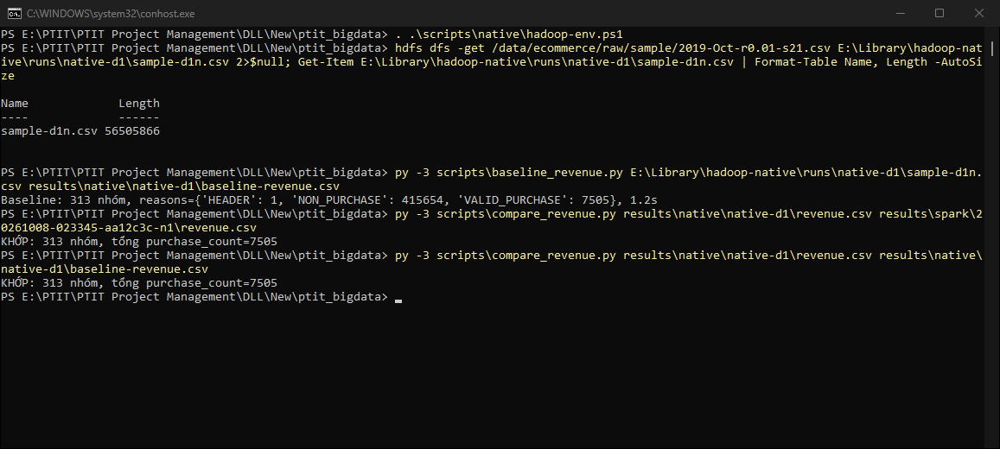 C:\WINDOWS\system32\conhost.exe
PS E:\PTIT\PTIT Project Management\DLL\New\ptit_bigdata> . .\scripts\native\hadoop-env.ps1
PS E:\PTIT\PTIT Project Management\DLL\New\ptit_bigdata> hdfs dfs -get /data/ecommerce/raw/sample/2019-Oct-r0.01-s21.csv E:\Library\hadoop-nat
ive\runs\native-d1\sample-d1n.csv 2>$null; Get-Item E:\Library\hadoop-native\runs\native-d1\sample-d1n.csv | Format-Table Name, Length -AutoSi
ze
Name             Length
----             ------
sample-d1n.csv 56505866
PS E:\PTIT\PTIT Project Management\DLL\New\ptit_bigdata> py -3 scripts\baseline_revenue.py E:\Library\hadoop-native\runs\native-d1\sample-d1n.
csv results\native\native-d1\baseline-revenue.csv
Baseline: 313 nhóm, reasons={'HEADER': 1, 'NON_PURCHASE': 415654, 'VALID_PURCHASE': 7505}, 1.2s
PS E:\PTIT\PTIT Project Management\DLL\New\ptit_bigdata> py -3 scripts\compare_revenue.py results\native\native-d1\revenue.csv results\spark\2
0261008-023345-aa12c3c-n1\revenue.csv
KHỚP: 313 nhóm, tổng purchase_count=7505
PS E:\PTIT\PTIT Project Management\DLL\New\ptit_bigdata> py -3 scripts\compare_revenue.py results\native\native-d1\revenue.csv results\native\
native-d1\baseline-revenue.csv
KHỚP: 313 nhóm, tổng purchase_count=7505
PS E:\PTIT\PTIT Project Management\DLL\New\ptit_bigdata>